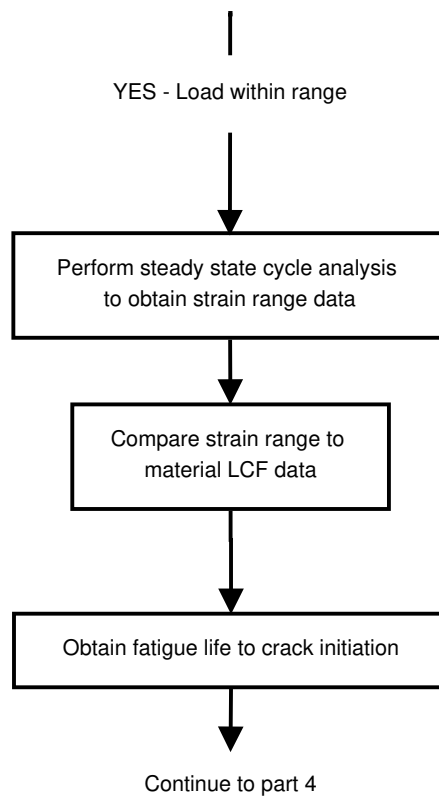 YES - Load within range
Perform steady state cycle analysis
to obtain strain range data
Compare strain range to
material LCF data
Obtain fatigue life to crack initiation
Continue to part 4